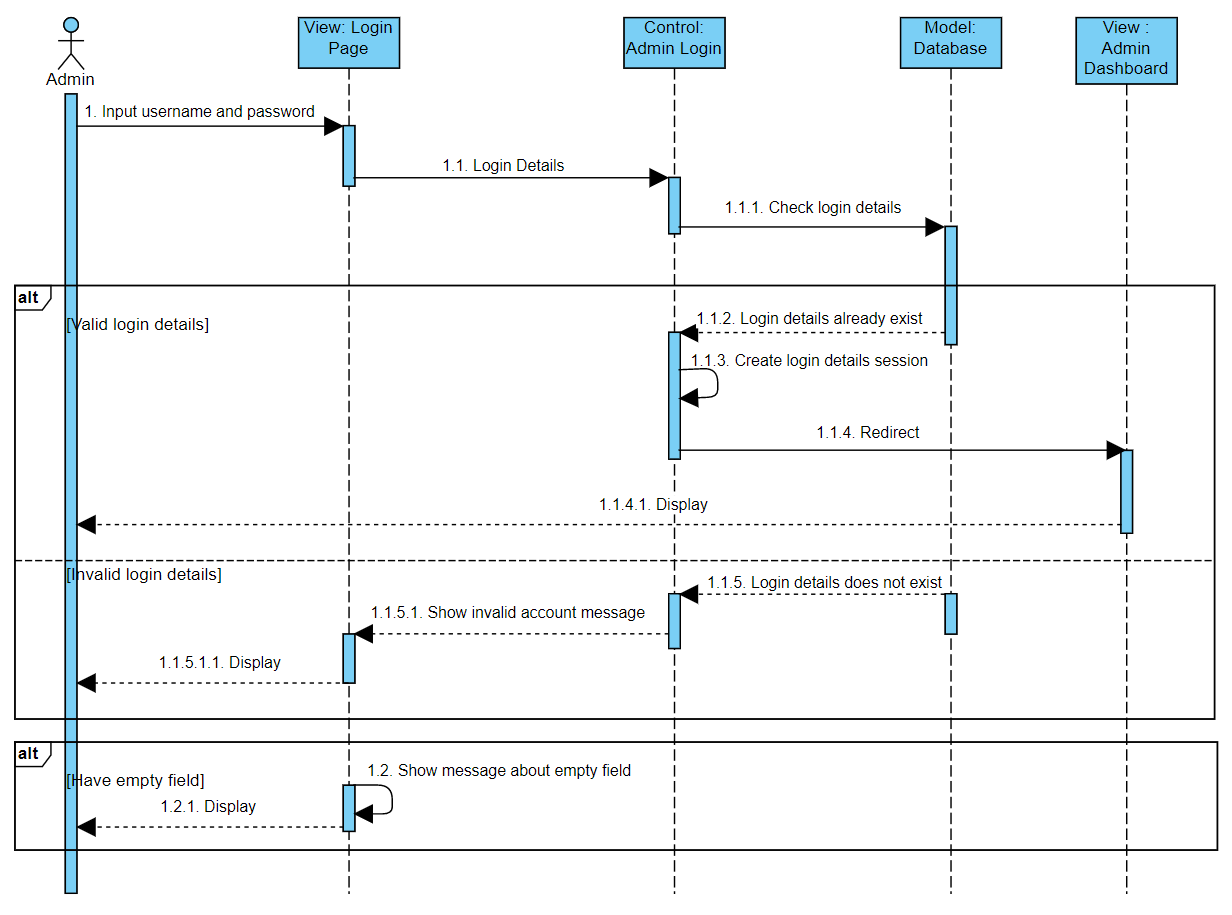 View: Login
Page
Control:
Admin Login
Model:
Database
View :
Admin
Dashboard
Admin
1. Input username and password
1.1. Login Details
1.1.1. Check login details
alt
[Valid login details]
1.1.2. Login details already exist
1.1.3. Create login details session
1.1.4. Redirect
1.1.4.1. Display
[Invalid login details]
1.1.5. Login details does not exist
1.1.5.1. Show invalid account message
1.1.5.1.1. Display
alt
[Have empty field]
1.2. Show message about empty field
1.2.1. Display